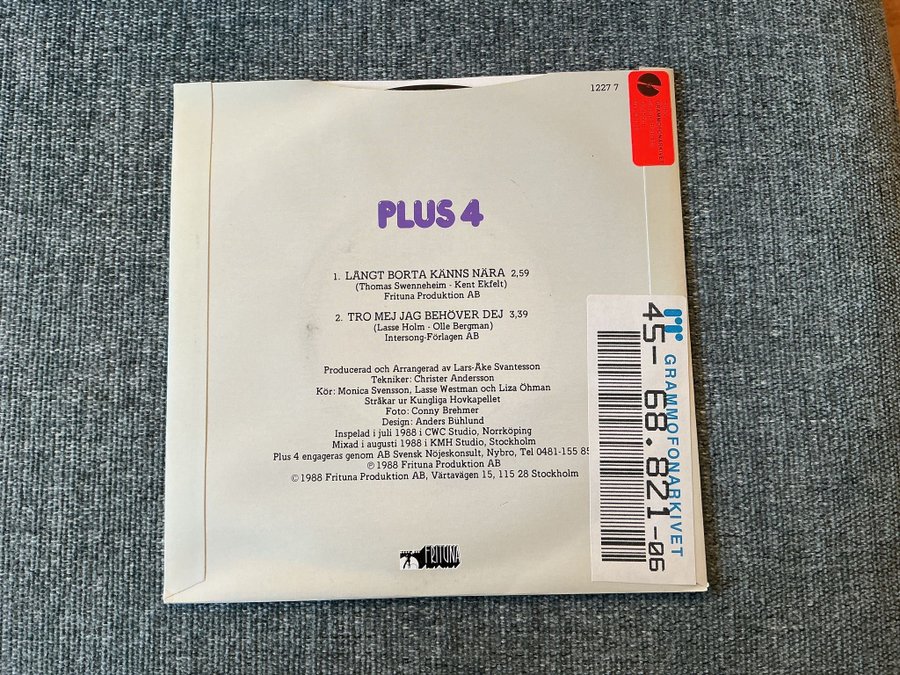 1227 7
PLUS 4
1. LÅNGT BORTA KÄNNS NÄRA 2,59
(Thomas Swenneheim - Kent Ekfelt)
Frituna Produktion AB
2. TRO MEJ JAG BEHÖVER DEJ 3,39
(Lasse Holm - Olle Bergman)
Intersong-Förlagen AB
Producerad och Arrangerad av Lars-Åke Svantesson
Tekniker: Christer Andersson
Kör: Monica Svensson, Lasse Westman och Liza Öhman
Stråkar ur Kungliga Hovkapellet
Foto: Conny Brehmer
Design: Anders Bühlund
Inspelad i juli 1988 i CWC Studio, Norrköping
Mixad i augusti 1988 i KMH Studio, Stockholm
Plus 4 engageras genom AB Svensk Nöjeskonsult, Nybro, Tel 0481-155 85
℗ 1988 Frituna Produktion AB
© 1988 Frituna Produktion AB, Värtavägen 15, 115 28 Stockholm
FRITUNA
GRAMMOFONARKIVET
45- 68.821-06
GRAMMOFONARKIVET